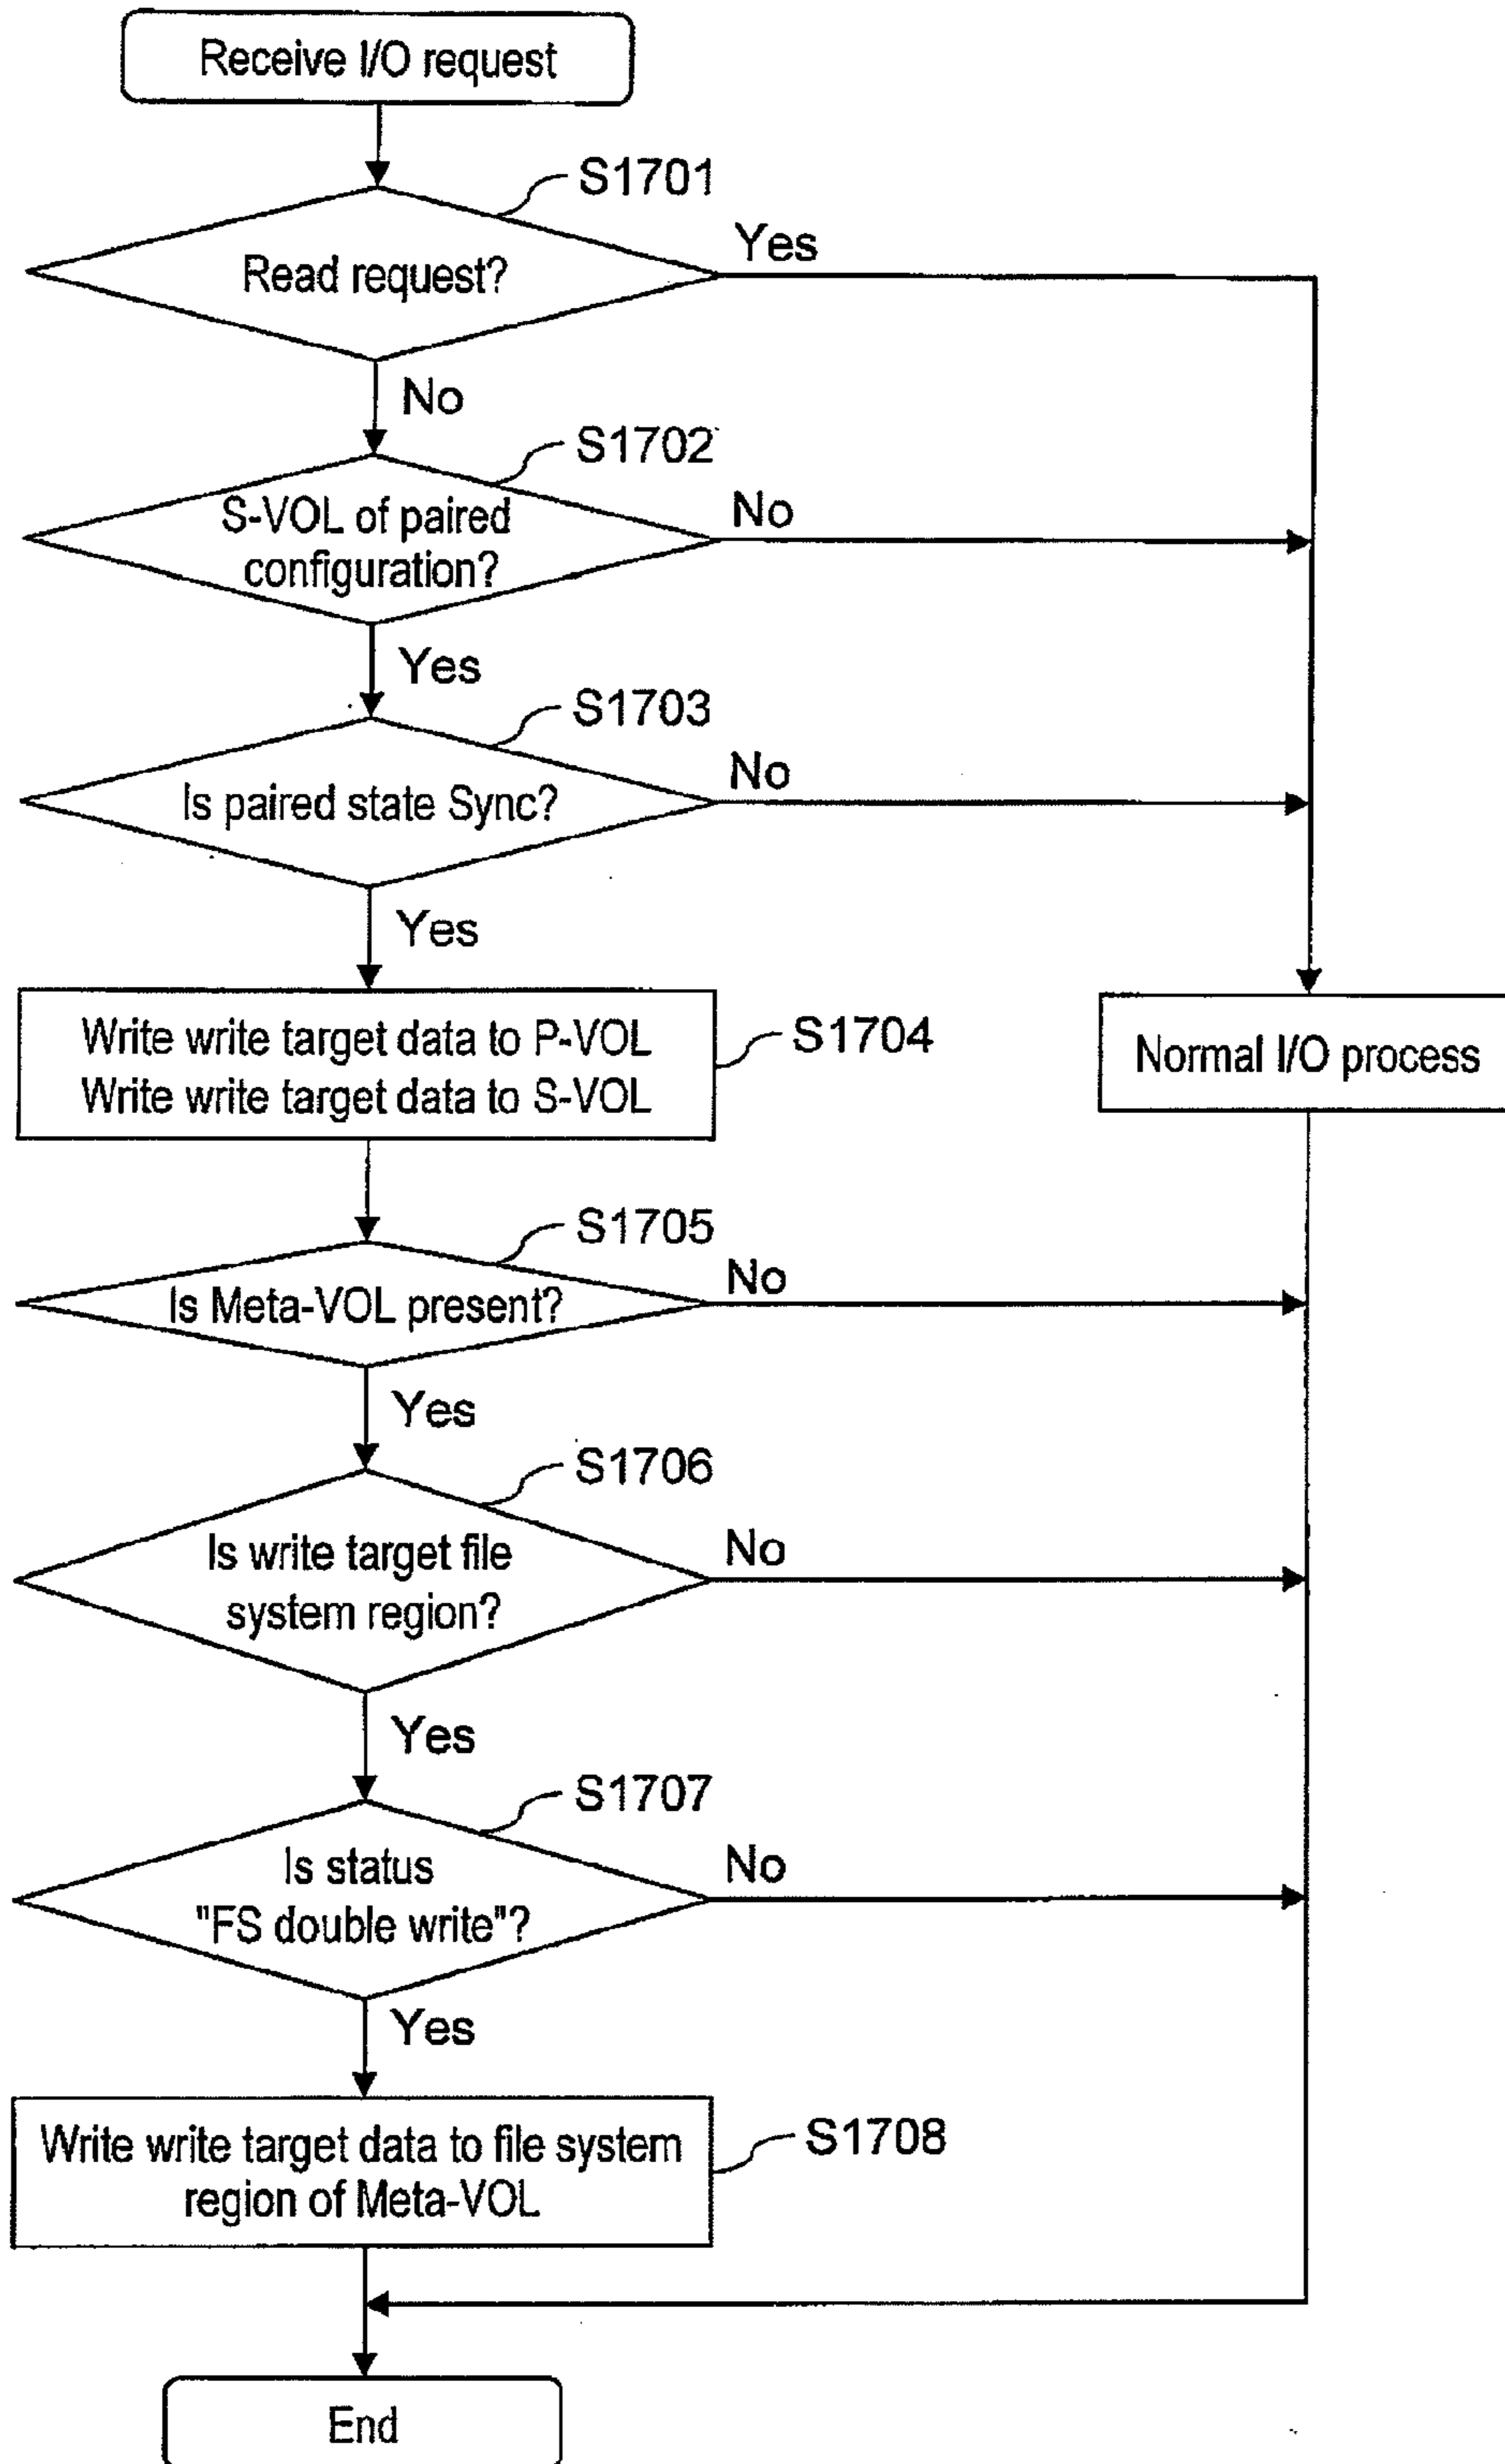 Receive I/O request
S1701
Read request?
Yes
No
S1702
S-VOL of paired
configuration?
No
Yes
S1703
Is paired state Sync?
No
Yes
Write write target data to P-VOL
Write write target data to S-VOL
S1704
Normal I/O process
S1705
Is Meta-VOL present?
No
Yes
S1706
Is write target file
system region?
No
Yes
S1707
Is status
"FS double write"?
No
Yes
Write write target data to file system
region of Meta-VOL
S1708
End